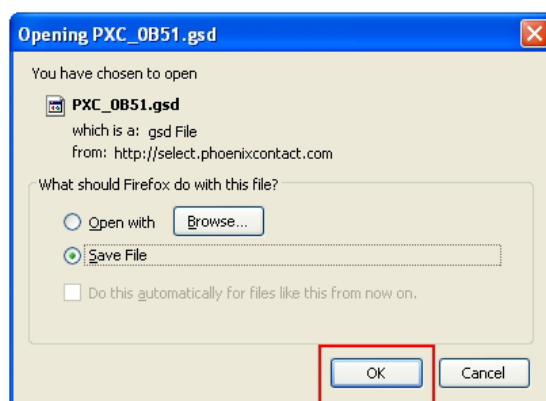 Opening PXC_0B51.gsd
You have chosen to open
PXC_0B51.gsd
which is a: gsd File
from: http://select.phoenixcontact.com
What should Firefox do with this file?
Open with Browse...
Save File
Do this automatically for files like this from now on.
OK Cancel